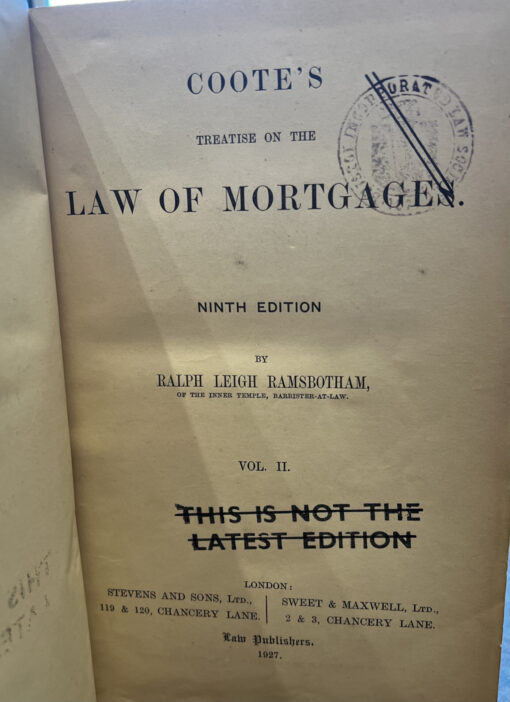 COOTE'S
TREATISE ON THE
LAW OF MORTGAGES.
INCORPORATED LAW
NINTH EDITION
BY
RALPH LEIGH RAMSBOTHAM,
OF THE INNER TEMPLE, BARRISTER-AT-LAW.
VOL. II.
THIS IS NOT THE
LATEST EDITION
LONDON:
STEVENS AND SONS, LTD.,
119 & 120, CHANCERY LANE.
SWEET & MAXWELL, LTD.,
2 & 3, CHANCERY LANE.
Law Publishers.
1927.